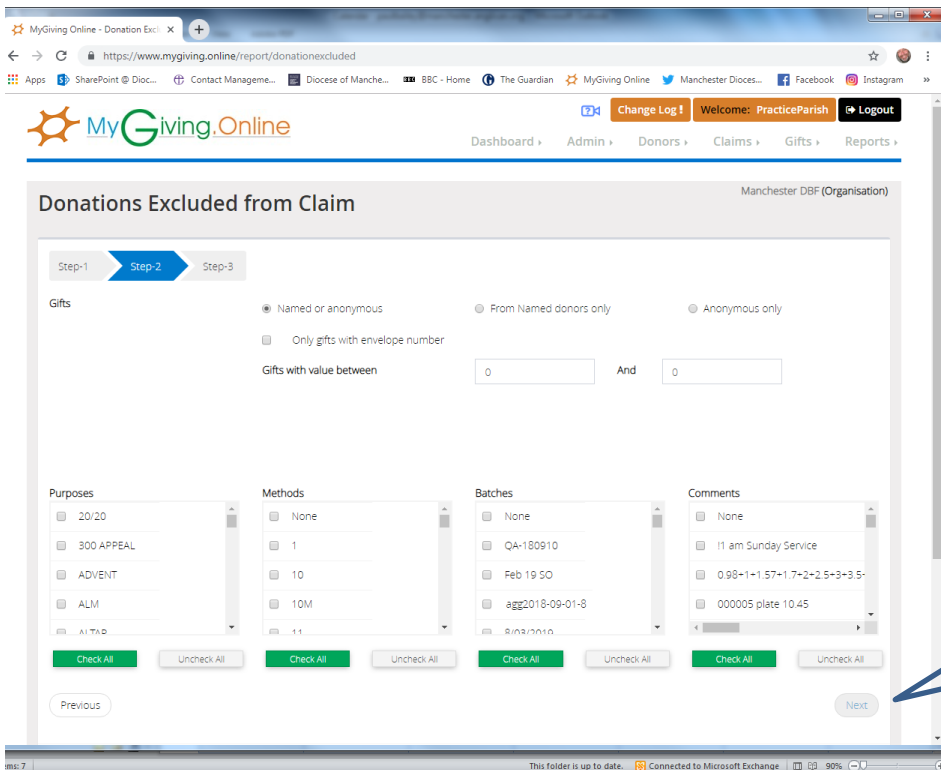 MyGiving Online - Donation Excl
https://www.mygiving.online/report/donationexcluded
Apps SharePoint @ Dioc... Contact Manageme... Diocese of Manche... BBC - Home The Guardian MyGiving Online Manchester Dioces... Facebook Instagram »
MyGiving.Online
Change Log ! Welcome: PracticeParish Logout
Dashboard Admin Donors Claims Gifts Reports
Manchester DBF (Organisation)
Donations Excluded from Claim
Step-1 Step-2 Step-3
Gifts Named or anonymous From Named donors only Anonymous only
Only gifts with envelope number
Gifts with value between 0 And 0
Purposes Methods Batches Comments
20/20 None None None
300 APPEAL 1 QA-180910 !1 am Sunday Service
ADVENT 10 Feb 19 SO 0.98+1+1.57+1.7+2+2.5+3+3.5+
ALM 10M agg2018-09-01-8 000005 plate 10.45
ALTAR 11 8/03/2019
Check All Uncheck All Check All Uncheck All Check All Uncheck All Check All Uncheck All
Previous Next
ems: 7 This folder is up to date. Connected to Microsoft Exchange 90%